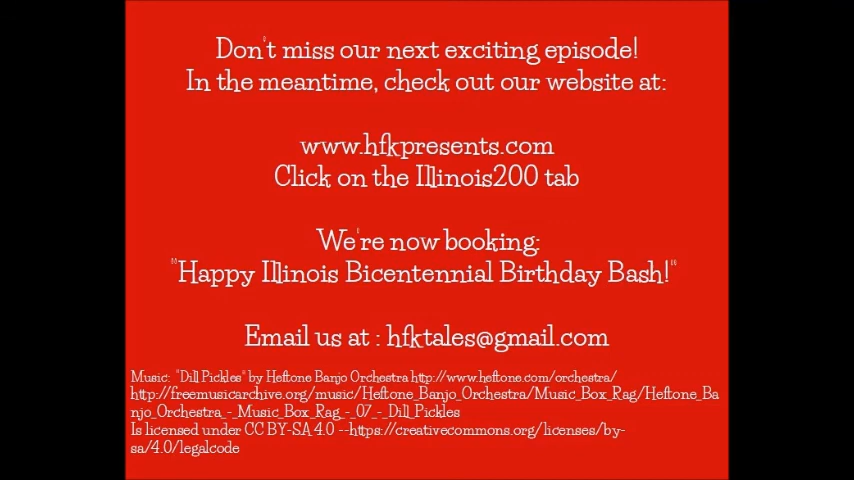 Don't miss our next exciting episode!
In the meantime, check out our website at:
www.hfkpresents.com
Click on the Illinois200 tab
We're now booking:
"Happy Illinois Bicentennial Birthday Bash!"
Email us at : hfktales@gmail.com
Music: "Dill Pickles" by Heftone Banjo Orchestra http://www.heftone.com/orchestra/
http://freemusicarchive.org/music/Heftone_Banjo_Orchestra/Music_Box_Rag/Heftone_Ba
njo_Orchestra_-_Music_Box_Rag_-_07_-_Dill_Pickles
Is licensed under CC BY-SA 4.0 --https://creativecommons.org/licenses/by-
sa/4.0/legalcode